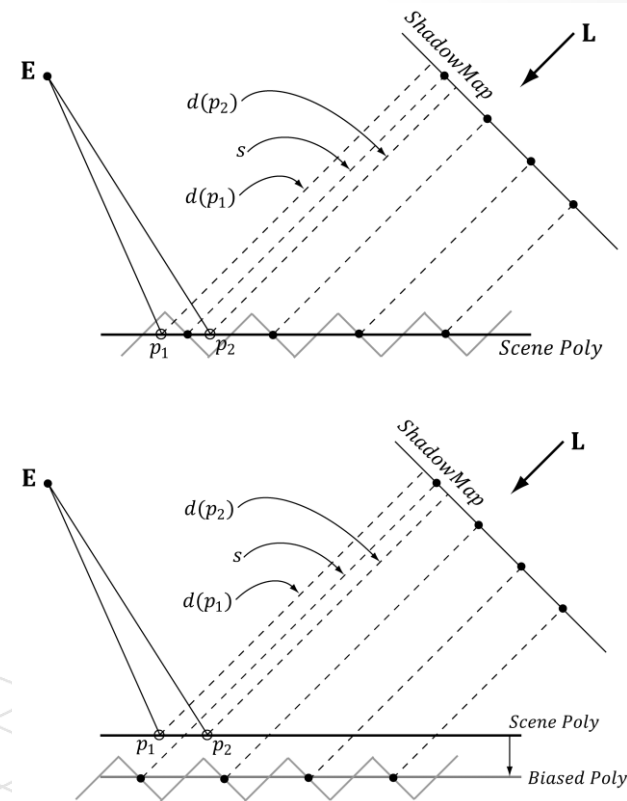 L
ShadowMap
E
d(p₂)
s
d(p₁)
p₁
p₂
Scene Poly
L
ShadowMap
E
d(p₂)
s
d(p₁)
Scene Poly
p₁
p₂
Biased Poly